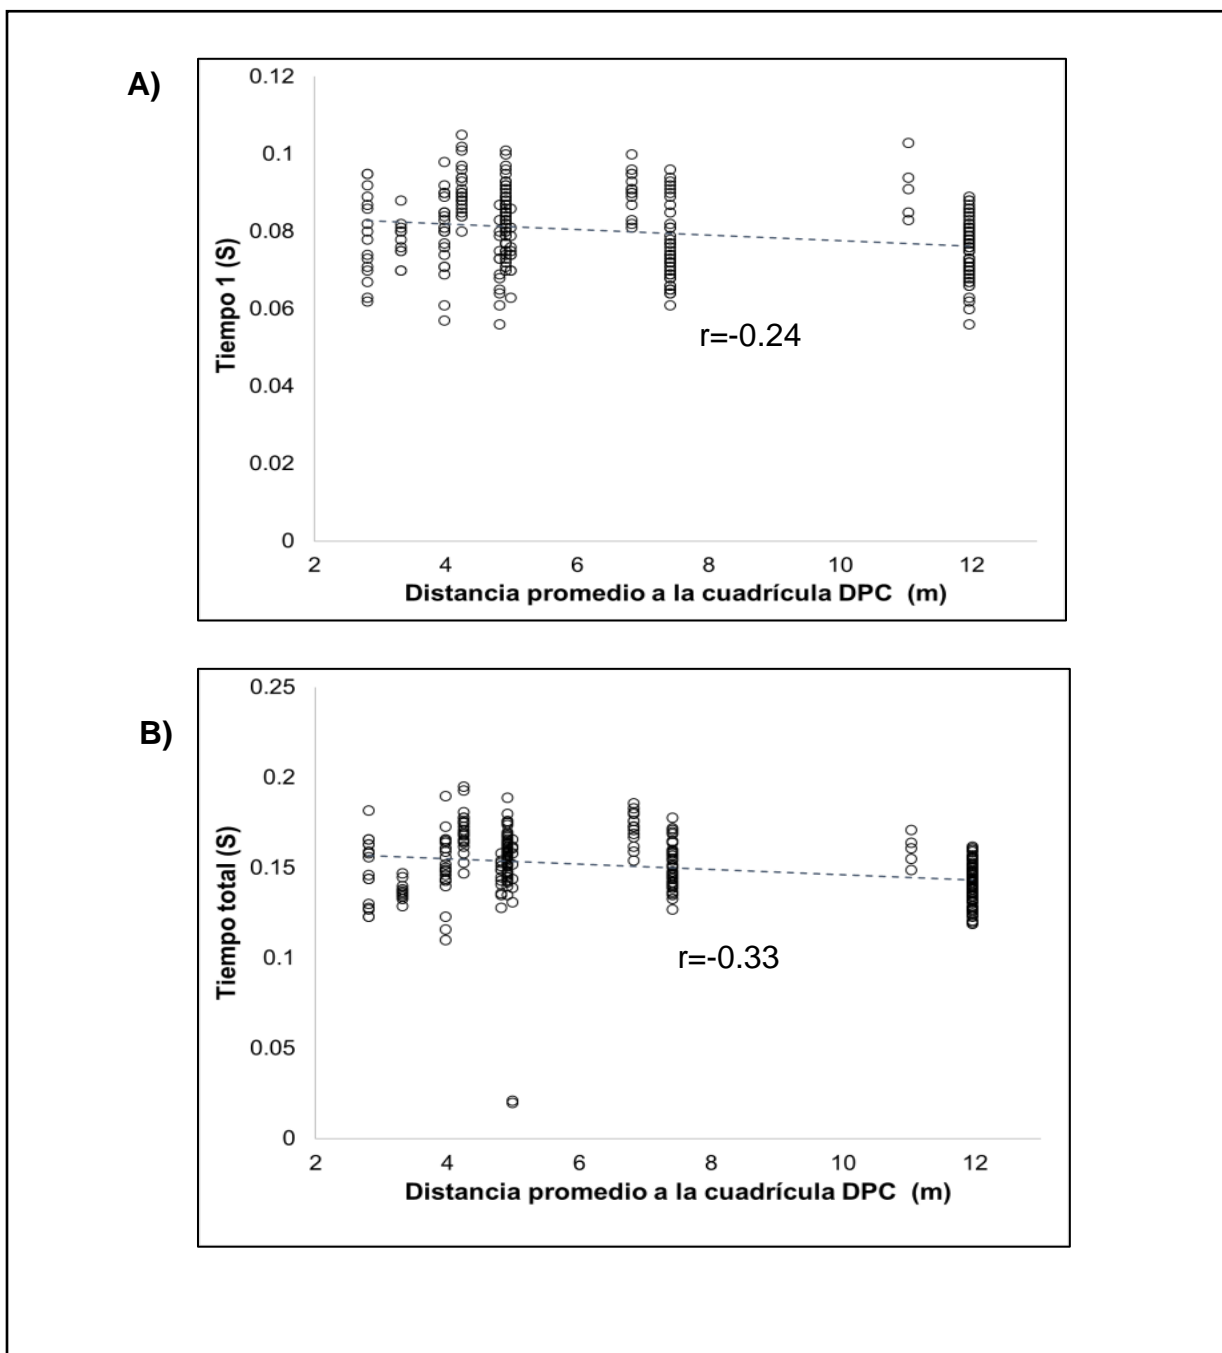 A)
0.12
0.1
0.08
0.06
0.04
0.02
0
Tiempo 1 (S)
r=-0.24
2 4 6 8 10 12
Distancia promedio a la cuadrícula DPC (m)
B)
0.25
0.2
0.15
0.1
0.05
0
Tiempo total (S)
r=-0.33
2 4 6 8 10 12
Distancia promedio a la cuadrícula DPC (m)